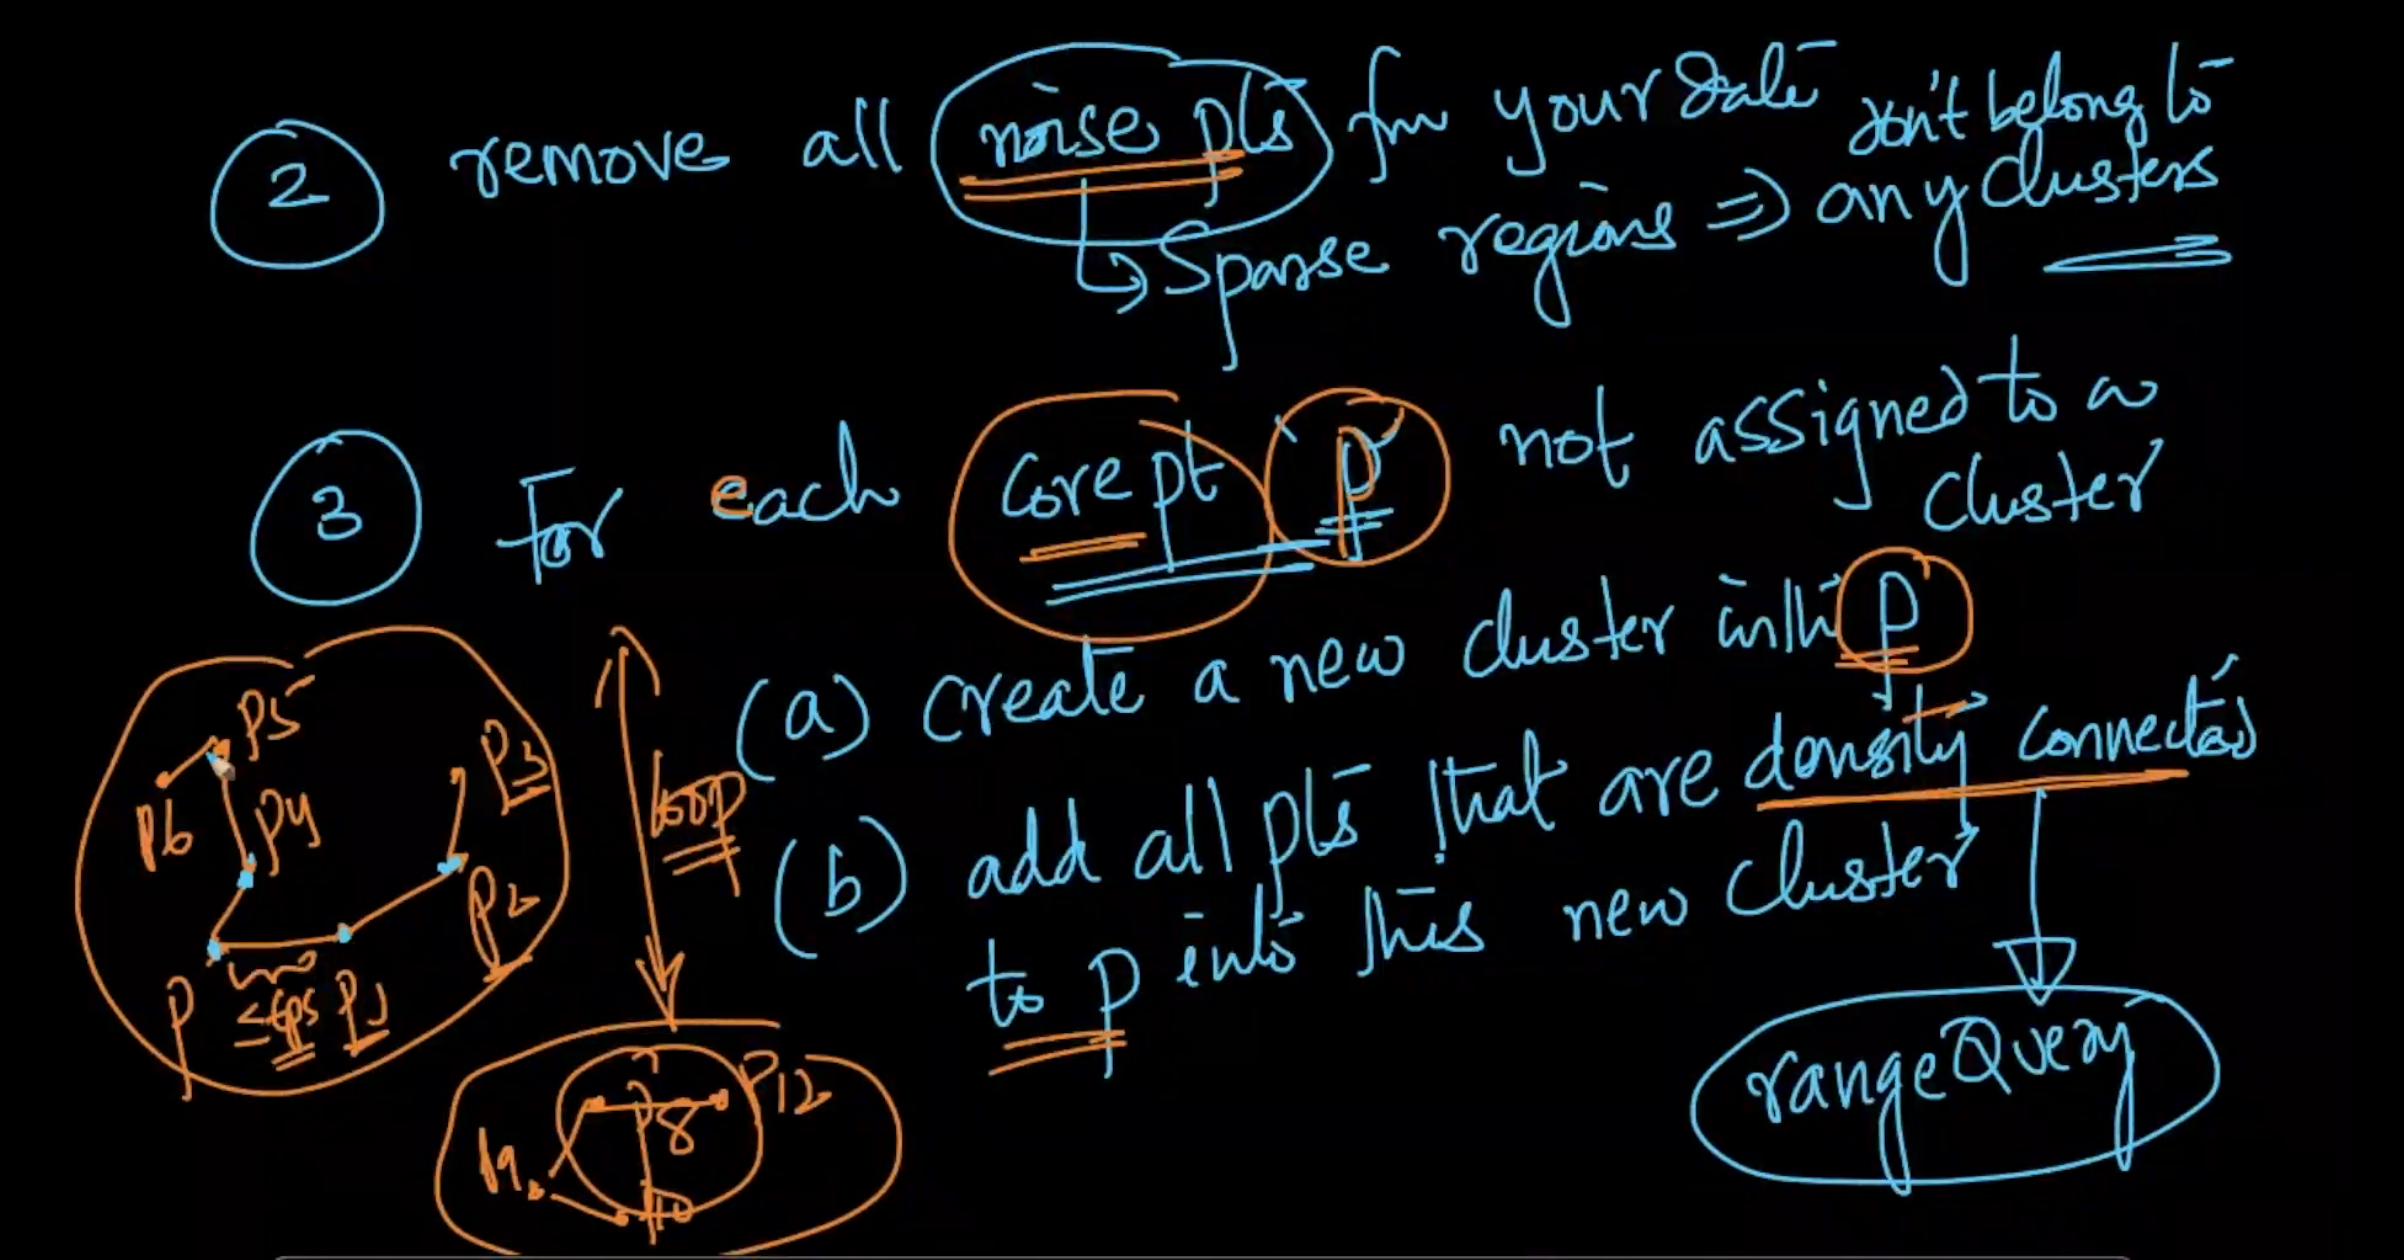 2 remove all noise pts from your data don't belong to
↳ Sparse regions ⇒ any clusters
3 For each core pt p not assigned to a
cluster
(a) create a new cluster with p
(b) add all pts that are density connected
to p into this new cluster
loop
rangeQuery
P5
P6
P4
P3
P2
P
≤ eps P1
P8
P12
P9
P10